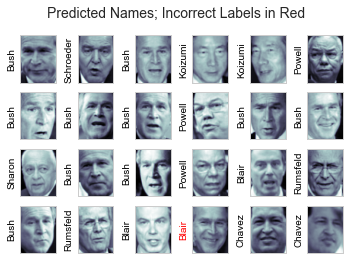 Predicted Names; Incorrect Labels in Red
Bush Schroeder Bush Koizumi Koizumi Powell
Bush Bush Bush Powell Bush Bush
Sharon Bush Bush Powell Blair Rumsfeld
Bush Rumsfeld Blair Blair Chavez Chavez